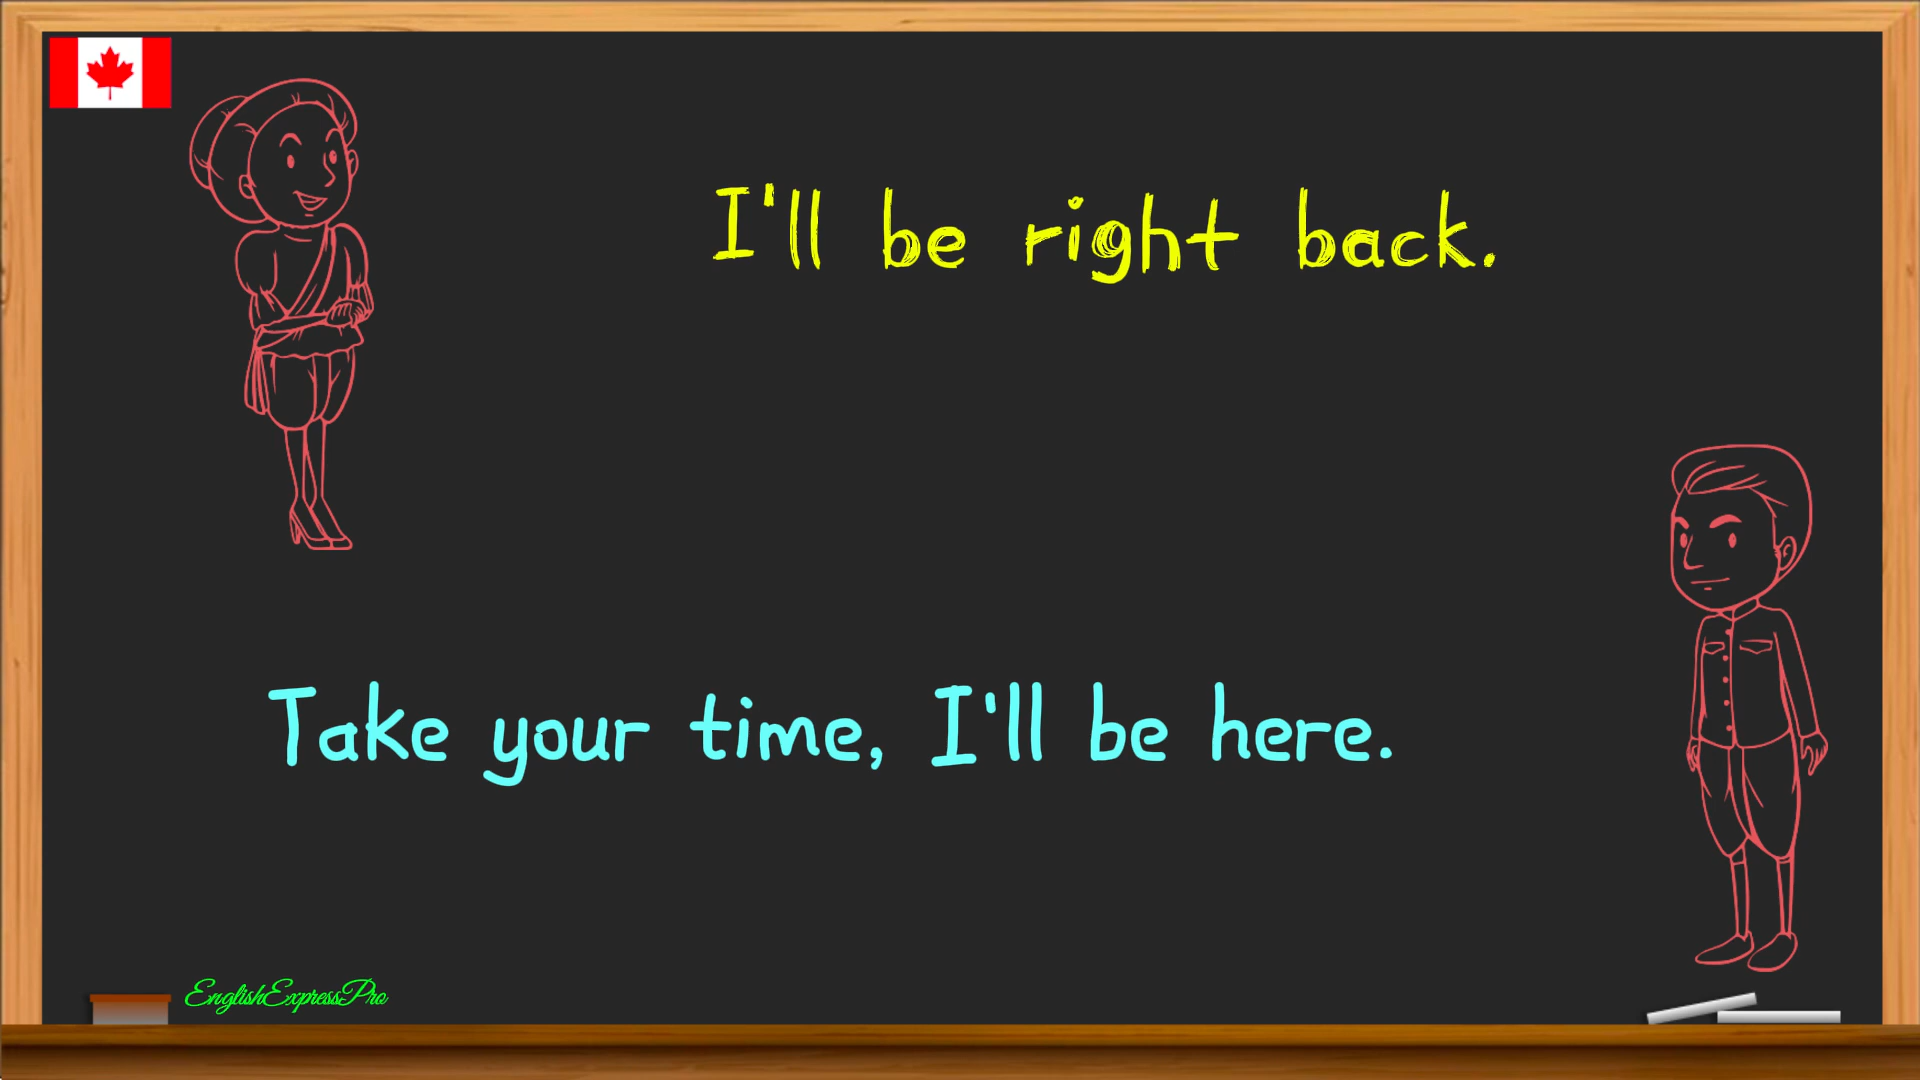 I'll be right back.
Take your time, I'll be here.
EnglishExpressPro